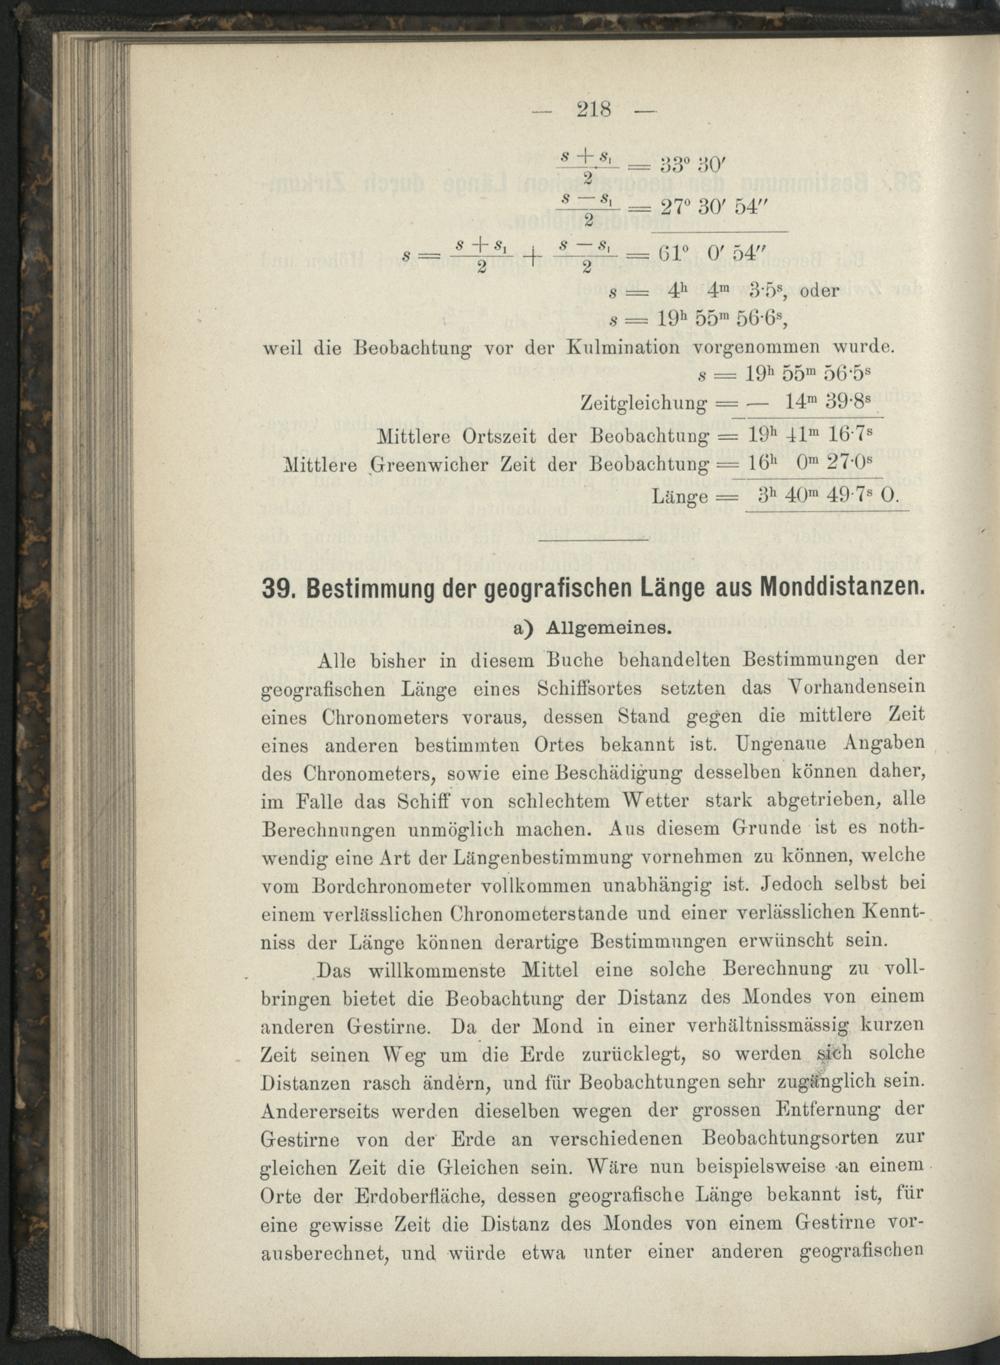 — 218 —
(s + s₁)/2 = 33° 30′
(s — s₁)/2 = 27° 30′ 54″
s = (s + s₁)/2 + (s — s₁)/2 = 61° 0′ 54″
s = 4ʰ 4ᵐ 3·5ˢ, oder
s = 19ʰ 55ᵐ 56·6ˢ,
weil die Beobachtung vor der Kulmination vorgenommen wurde.
s = 19ʰ 55ᵐ 56·5ˢ
Zeitgleichung = — 14ᵐ 39·8ˢ
Mittlere Ortszeit der Beobachtung = 19ʰ 41ᵐ 16·7ˢ
Mittlere Greenwicher Zeit der Beobachtung = 16ʰ 0ᵐ 27·0ˢ
Länge = 3ʰ 40ᵐ 49·7ˢ O.
39. Bestimmung der geografischen Länge aus Monddistanzen.
a) Allgemeines.
Alle bisher in diesem Buche behandelten Bestimmungen der
geografischen Länge eines Schiffsortes setzten das Vorhandensein
eines Chronometers voraus, dessen Stand gegen die mittlere Zeit
eines anderen bestimmten Ortes bekannt ist. Ungenaue Angaben
des Chronometers, sowie eine Beschädigung desselben können daher,
im Falle das Schiff von schlechtem Wetter stark abgetrieben, alle
Berechnungen unmöglich machen. Aus diesem Grunde ist es noth-
wendig eine Art der Längenbestimmung vornehmen zu können, welche
vom Bordchronometer vollkommen unabhängig ist. Jedoch selbst bei
einem verlässlichen Chronometerstande und einer verlässlichen Kennt-
niss der Länge können derartige Bestimmungen erwünscht sein.
Das willkommenste Mittel eine solche Berechnung zu voll-
bringen bietet die Beobachtung der Distanz des Mondes von einem
anderen Gestirne. Da der Mond in einer verhältnissmässig kurzen
Zeit seinen Weg um die Erde zurücklegt, so werden sich solche
Distanzen rasch ändern, und für Beobachtungen sehr zugänglich sein.
Andererseits werden dieselben wegen der grossen Entfernung der
Gestirne von der Erde an verschiedenen Beobachtungsorten zur
gleichen Zeit die Gleichen sein. Wäre nun beispielsweise an einem
Orte der Erdoberfläche, dessen geografische Länge bekannt ist, für
eine gewisse Zeit die Distanz des Mondes von einem Gestirne vor-
ausberechnet, und würde etwa unter einer anderen geografischen